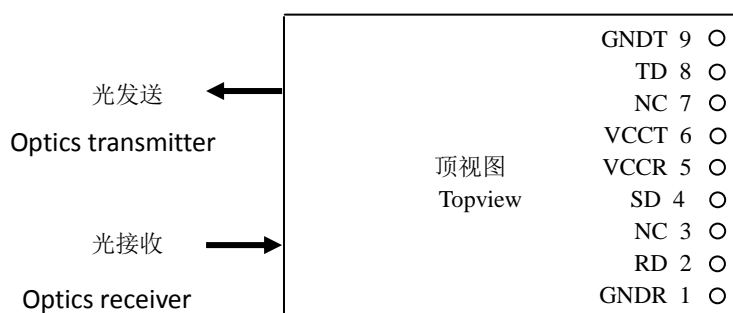 GNDT 9
TD 8
光发送
NC 7
Optics transmitter
VCCT 6
顶视图
VCCR 5
Topview
SD 4
光接收
NC 3
RD 2
Optics receiver
GNDR 1